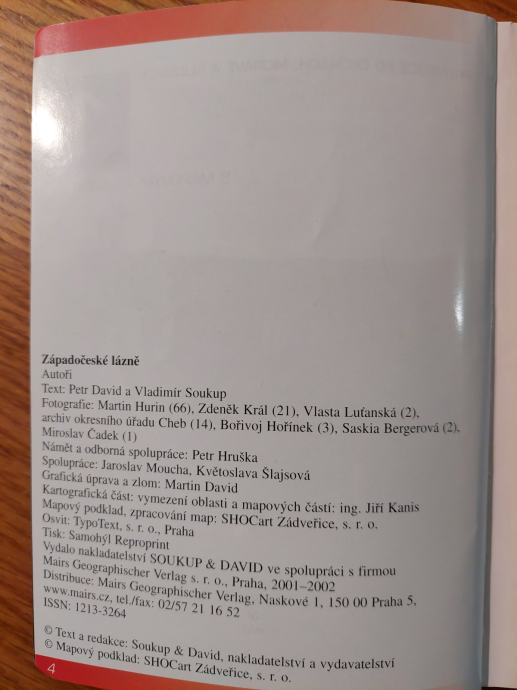 Západočeské lázně
Autoři
Text: Petr David a Vladimír Soukup
Fotografie: Martin Hurin (66), Zdeněk Král (21), Vlasta Luťanská (2),
archiv okresního úřadu Cheb (14), Bořivoj Hořínek (3), Saskia Bergerová (2),
Miroslav Čadek (1)
Námět a odborná spolupráce: Petr Hruška
Spolupráce: Jaroslav Moucha, Květoslava Šlajsová
Grafická úprava a zlom: Martin David
Kartografická část: vymezení oblasti a mapových částí: ing. Jiří Kanis
Mapový podklad, zpracování map: SHOCart Zádveřice, s. r. o.
Osvit: TypoText, s. r. o., Praha
Tisk: Samohýl Reproprint
Vydalo nakladatelství SOUKUP & DAVID ve spolupráci s firmou
Mairs Geographischer Verlag s. r. o., Praha, 2001–2002
Distribuce: Mairs Geographischer Verlag, Naskové 1, 150 00 Praha 5,
www.mairs.cz, tel./fax: 02/57 21 16 52
ISSN: 1213-3264
© Text a redakce: Soukup & David, nakladatelství a vydavatelství
© Mapový podklad: SHOCart Zádveřice, s. r. o.
4